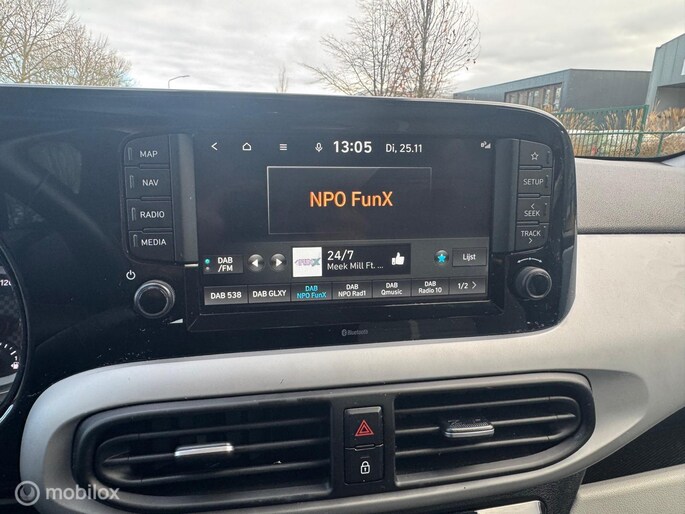 13:05 Di, 25.11
MAP
NAV
RADIO
MEDIA
SETUP
< SEEK
TRACK >
NPO FunX
DAB /FM
24/7
Meek Mill Ft. ...
Lijst
DAB 538
DAB GLXY
DAB NPO FunX
DAB NPO Rad1
DAB Qmusic
DAB Radio 10
1/2 >
Bluetooth
120
mobilox